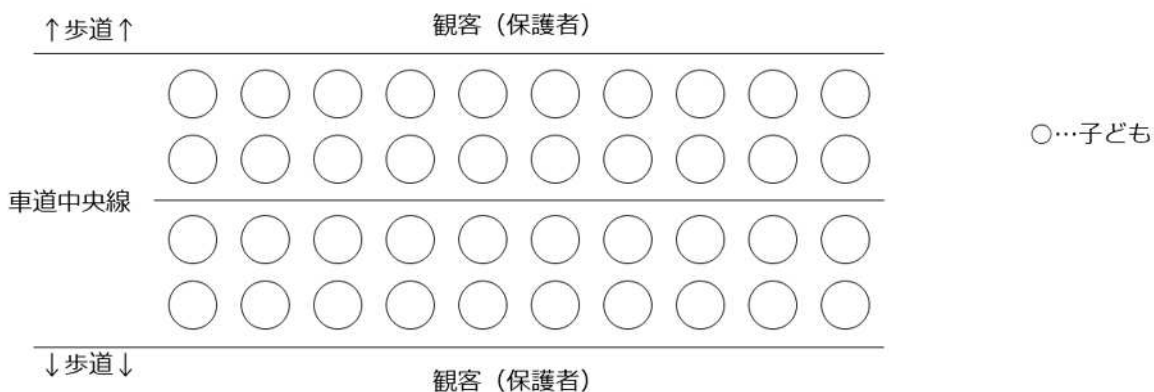 ↑歩道↑
観客（保護者）
○…子ども
車道中央線
↓歩道↓
観客（保護者）